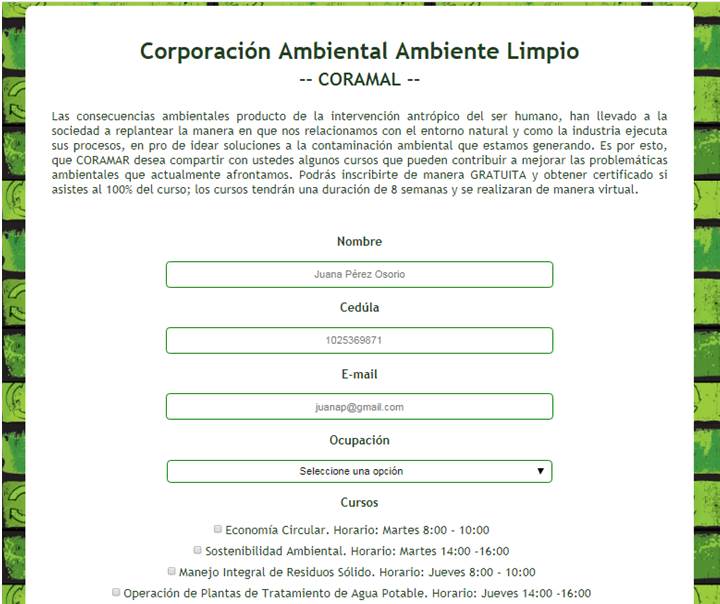 Corporación Ambiental Ambiente Limpio
-- CORAMAL --
Las consecuencias ambientales producto de la intervención antrópico del ser humano, han llevado a la
sociedad a replantear la manera en que nos relacionamos con el entorno natural y como la industria ejecuta
sus procesos, en pro de idear soluciones a la contaminación ambiental que estamos generando. Es por esto,
que CORAMAR desea compartir con ustedes algunos cursos que pueden contribuir a mejorar las problemáticas
ambientales que actualmente afrontamos. Podrás inscribirte de manera GRATUITA y obtener certificado si
asistes al 100% del curso; los cursos tendrán una duración de 8 semanas y se realizaran de manera virtual.
Nombre
Juana Pérez Osorio
Cedúla
1025369871
E-mail
juanap@gmail.com
Ocupación
Seleccione una opción
Cursos
Economía Circular. Horario: Martes 8:00 - 10:00
Sostenibilidad Ambiental. Horario: Martes 14:00 -16:00
Manejo Integral de Residuos Sólido. Horario: Jueves 8:00 - 10:00
Operación de Plantas de Tratamiento de Agua Potable. Horario: Jueves 14:00 -16:00